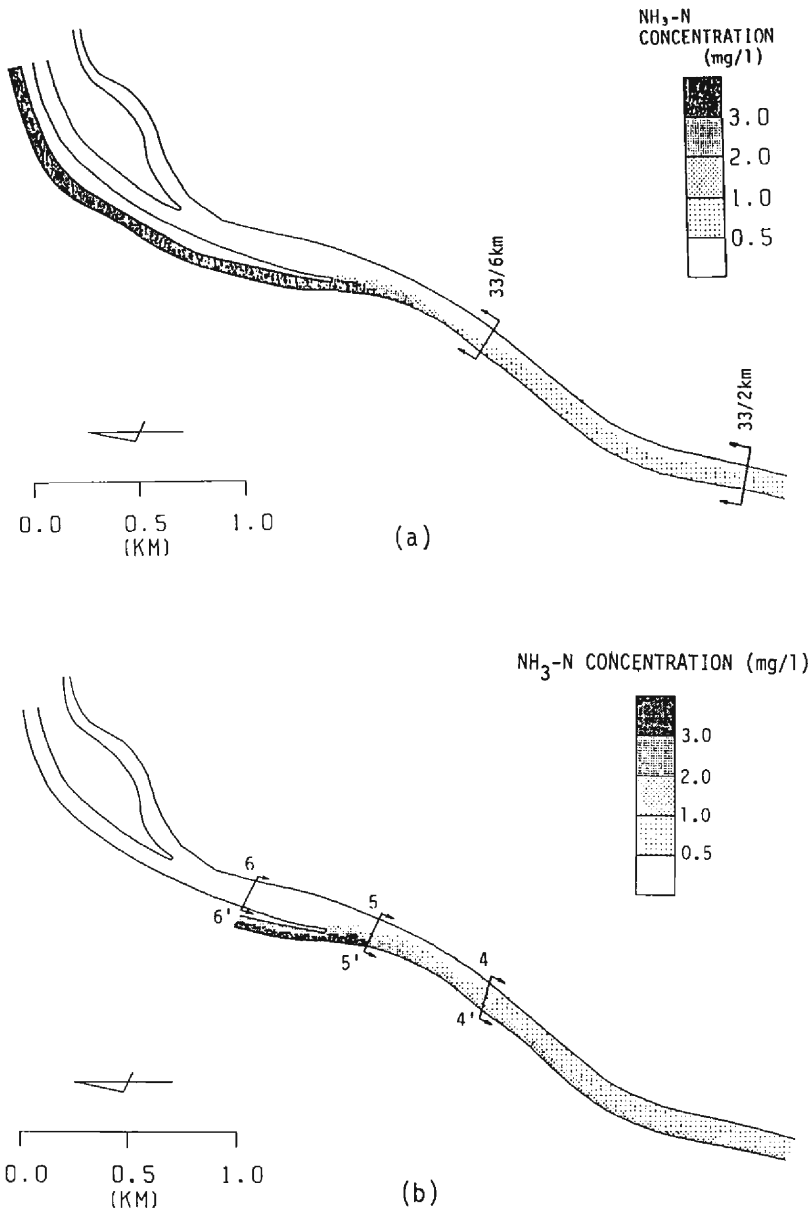 NH₃-N
CONCENTRATION
(mg/l)
3.0
2.0
1.0
0.5
33/6km
33/2km
0.0 0.5 1.0
(KM)
(a)
NH₃-N CONCENTRATION (mg/l)
3.0
2.0
1.0
0.5
6
6'
5
5'
4
4'
0.0 0.5 1.0
(KM)
(b)